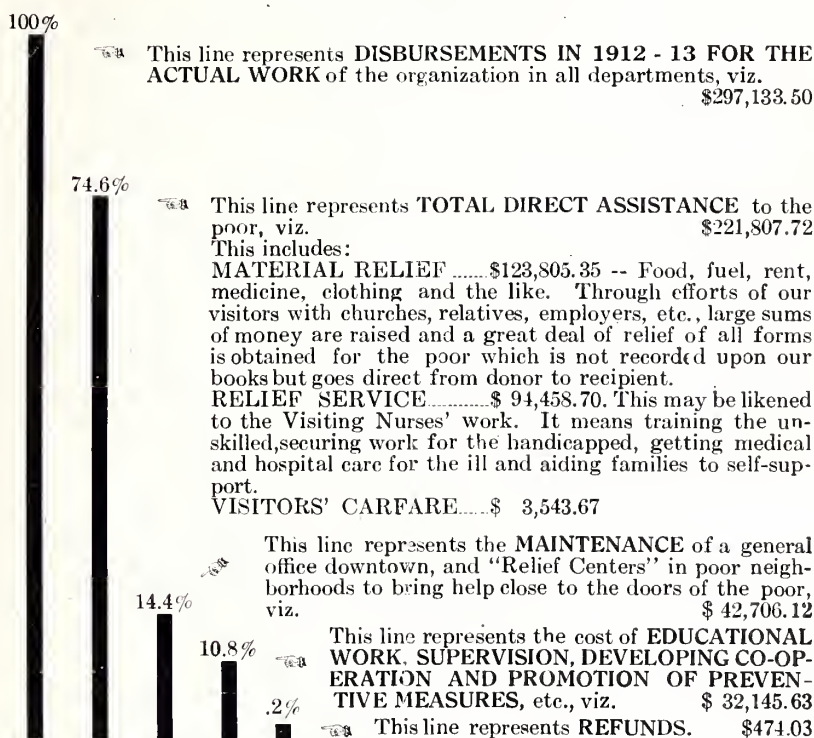 100%
This line represents DISBURSEMENTS IN 1912 - 13 FOR THE
ACTUAL WORK of the organization in all departments, viz.
$297,133.50
74.6%
This line represents TOTAL DIRECT ASSISTANCE to the
poor, viz. $221,807.72
This includes:
MATERIAL RELIEF ......$123,805.35 -- Food, fuel, rent,
medicine, clothing and the like. Through efforts of our
visitors with churches, relatives, employers, etc., large sums
of money are raised and a great deal of relief of all forms
is obtained for the poor which is not recorded upon our
books but goes direct from donor to recipient.
RELIEF SERVICE............$ 94,458.70. This may be likened
to the Visiting Nurses' work. It means training the un-
skilled,securing work for the handicapped, getting medical
and hospital care for the ill and aiding families to self-sup-
port.
VISITORS' CARFARE......$ 3,543.67
This line represents the MAINTENANCE of a general
office downtown, and "Relief Centers" in poor neigh-
borhoods to bring help close to the doors of the poor,
viz. $ 42,706.12
14.4%
This line represents the cost of EDUCATIONAL
WORK, SUPERVISION, DEVELOPING CO-OP-
ERATION AND PROMOTION OF PREVEN-
TIVE MEASURES, etc., viz. $ 32,145.63
10.8%
.2%
This line represents REFUNDS. $474.03